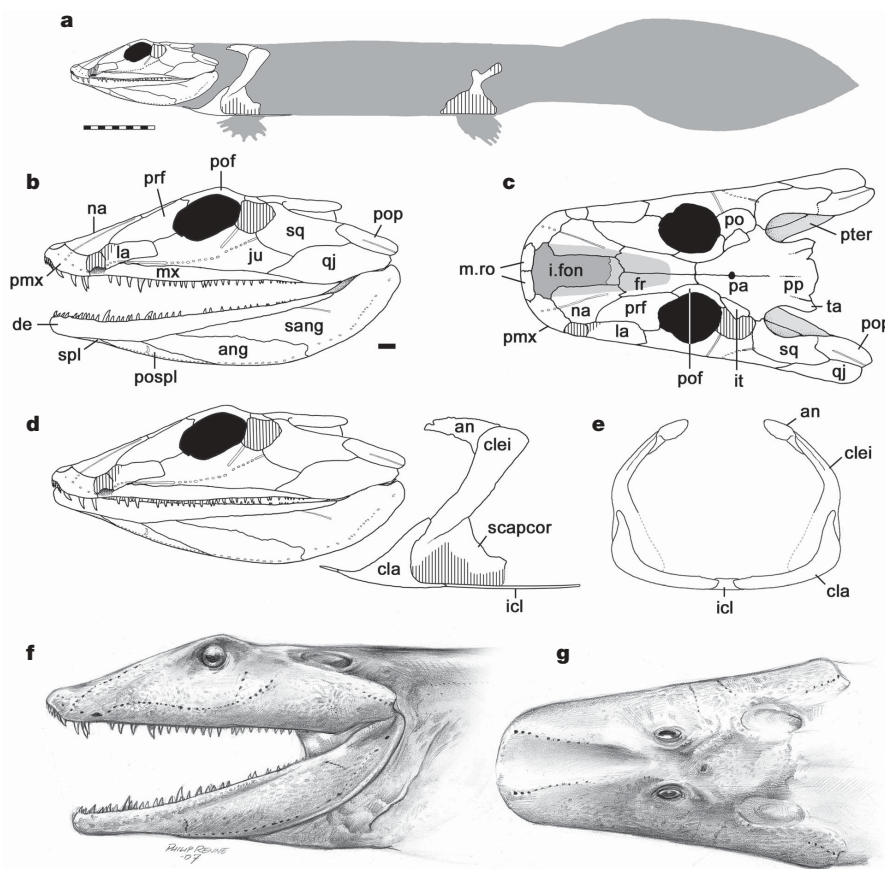 a
b
pof
prf
na
la
sq
pop
pmx
mx
ju
qj
de
sang
spl
ang
pospl
c
po
pter
m.ro
i.fon
fr
pa
pp
na
prf
ta
pmx
la
pop
sq
pof
it
qj
d
an
clei
scapcor
cla
icl
e
an
clei
cla
icl
f
PHILIP RENNE
-07
g